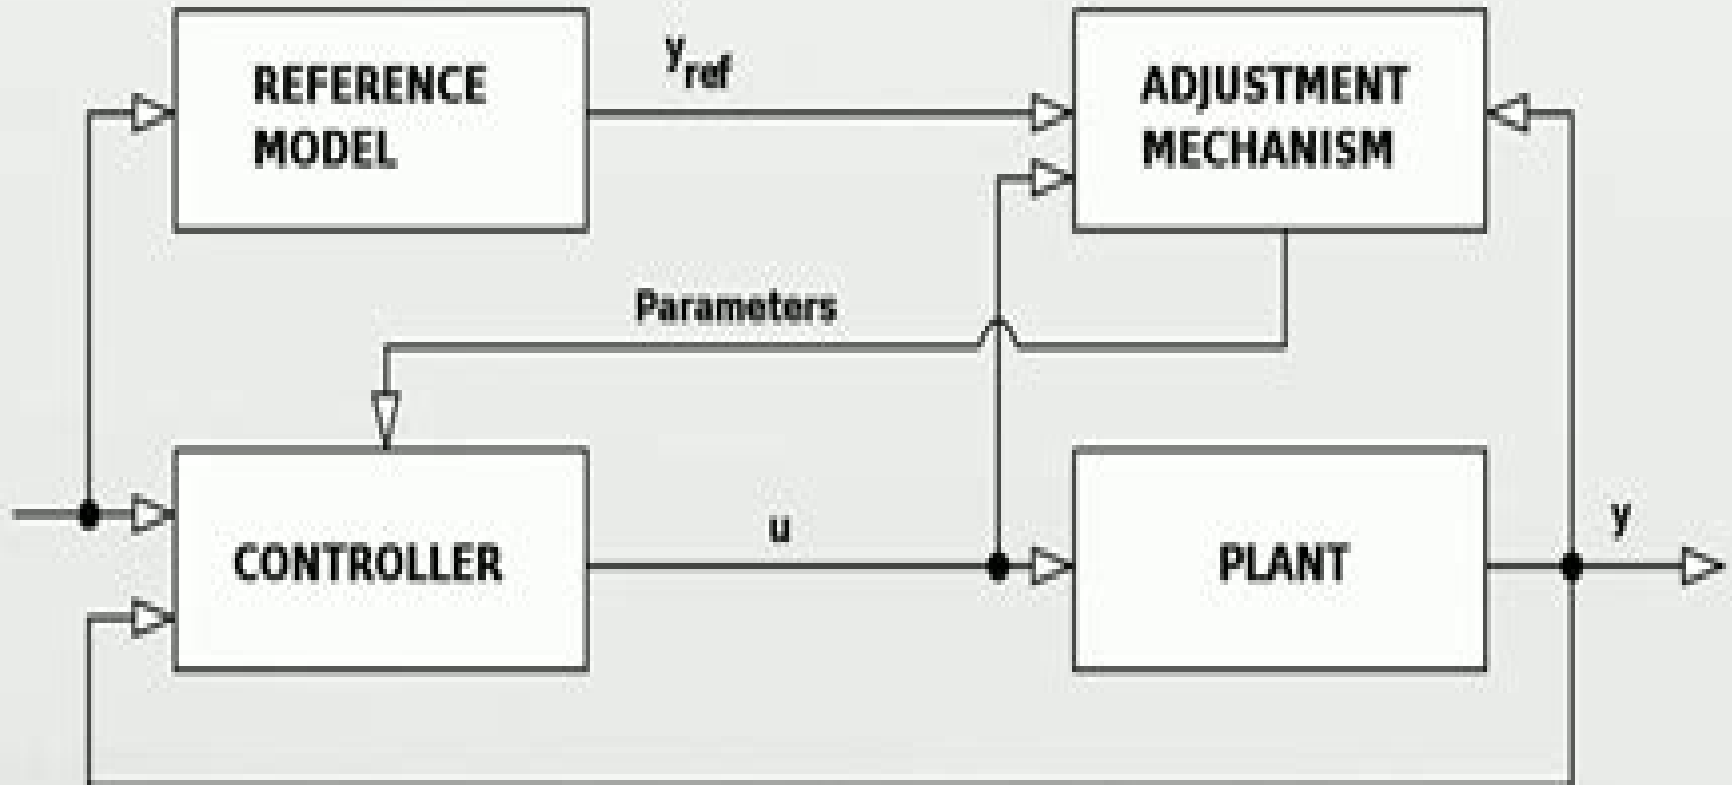 REFERENCE
MODEL
yref
ADJUSTMENT
MECHANISM
Parameters
CONTROLLER
u
PLANT
y